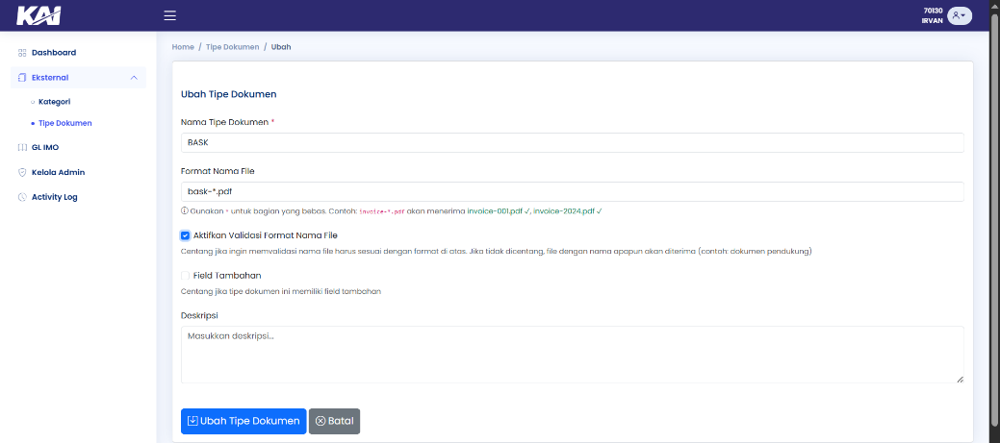 KAI
70130
IRVAN
Dashboard
Eksternal
Kategori
Tipe Dokumen
GL IMO
Kelola Admin
Activity Log
Home / Tipe Dokumen / Ubah
Ubah Tipe Dokumen
Nama Tipe Dokumen *
BASK
Format Nama File
bask-*.pdf
Gunakan * untuk bagian yang bebas. Contoh: invoice-*.pdf akan menerima invoice-001.pdf ✓, invoice-2024.pdf ✓
Aktifkan Validasi Format Nama File
Centang jika ingin memvalidasi nama file harus sesuai dengan format di atas. Jika tidak dicentang, file dengan nama apapun akan diterima (contoh: dokumen pendukung)
Field Tambahan
Centang jika tipe dokumen ini memiliki field tambahan
Deskripsi
Masukkan deskripsi...
Ubah Tipe Dokumen
Batal